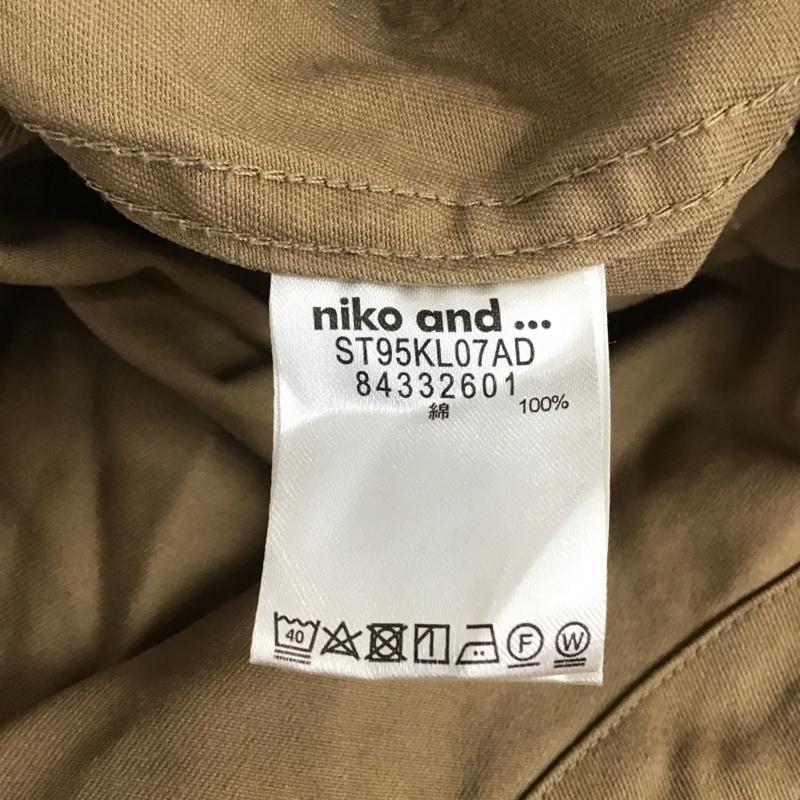 niko and ...
ST95KL07AD
84332601
綿 100%
40 F W